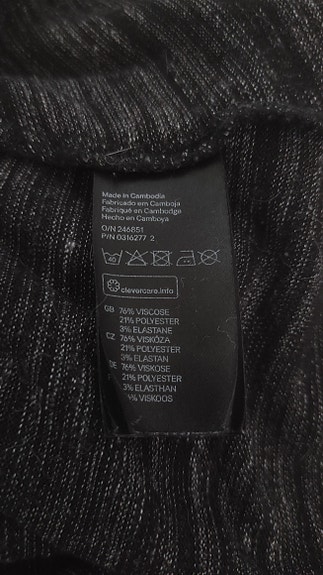 Made in Cambodia
Fabricado em Camboja
Fabriqué en Cambodge
Hecho en Camboya
O/N 246851
P/N 0316277 2
40
clevercare.info
GB 76% VISCOSE
21% POLYESTER
3% ELASTANE
CZ 76% VISKÓZA
21% POLYESTER
3% ELASTAN
DE 76% VISKOSE
21% POLYESTER
3% ELASTHAN
% VISKOOS